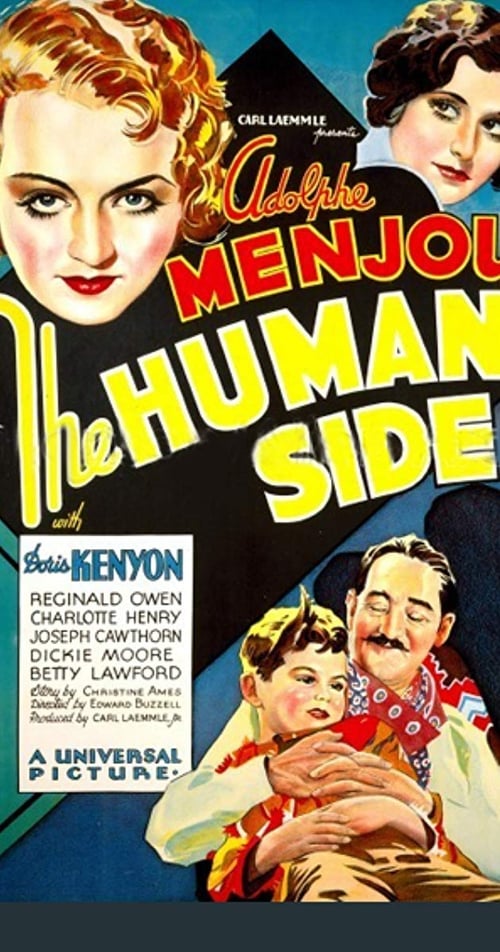 CARL LAEMMLE
presents
Adolphe
MENJOU
The HUMAN
SIDE
with
Doris KENYON
REGINALD OWEN
CHARLOTTE HENRY
JOSEPH CAWTHORN
DICKIE MOORE
BETTY LAWFORD
Story by CHRISTINE AMES
Directed by EDWARD BUZZELL
Produced by CARL LAEMMLE, Jr.
A UNIVERSAL
PICTURE.